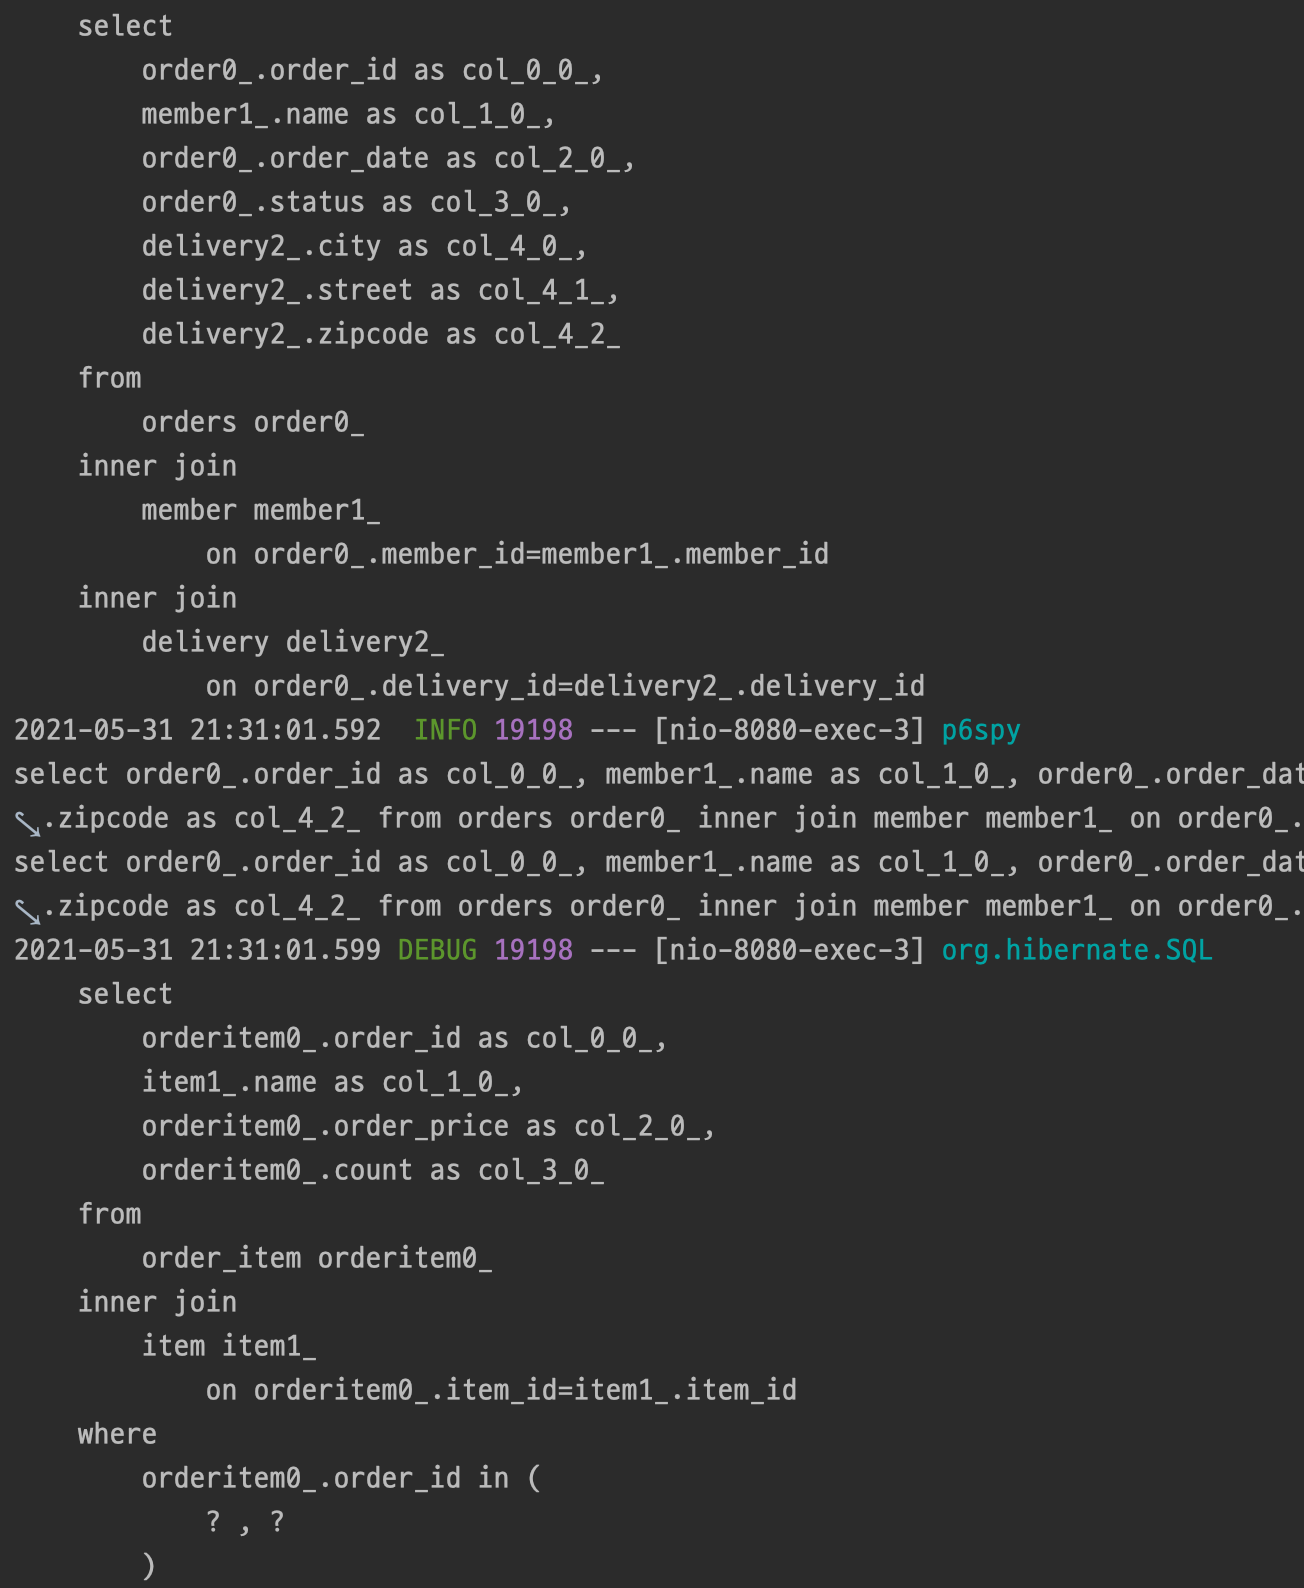 select
order0_.order_id as col_0_0_,
member1_.name as col_1_0_,
order0_.order_date as col_2_0_,
order0_.status as col_3_0_,
delivery2_.city as col_4_0_,
delivery2_.street as col_4_1_,
delivery2_.zipcode as col_4_2_
from
orders order0_
inner join
member member1_
on order0_.member_id=member1_.member_id
inner join
delivery delivery2_
on order0_.delivery_id=delivery2_.delivery_id
2021-05-31 21:31:01.592  INFO 19198 --- [nio-8080-exec-3] p6spy
select order0_.order_id as col_0_0_, member1_.name as col_1_0_, order0_.order_dat
.zipcode as col_4_2_ from orders order0_ inner join member member1_ on order0_.
select order0_.order_id as col_0_0_, member1_.name as col_1_0_, order0_.order_dat
.zipcode as col_4_2_ from orders order0_ inner join member member1_ on order0_.
2021-05-31 21:31:01.599 DEBUG 19198 --- [nio-8080-exec-3] org.hibernate.SQL
select
orderitem0_.order_id as col_0_0_,
item1_.name as col_1_0_,
orderitem0_.order_price as col_2_0_,
orderitem0_.count as col_3_0_
from
order_item orderitem0_
inner join
item item1_
on orderitem0_.item_id=item1_.item_id
where
orderitem0_.order_id in (
? , ?
)